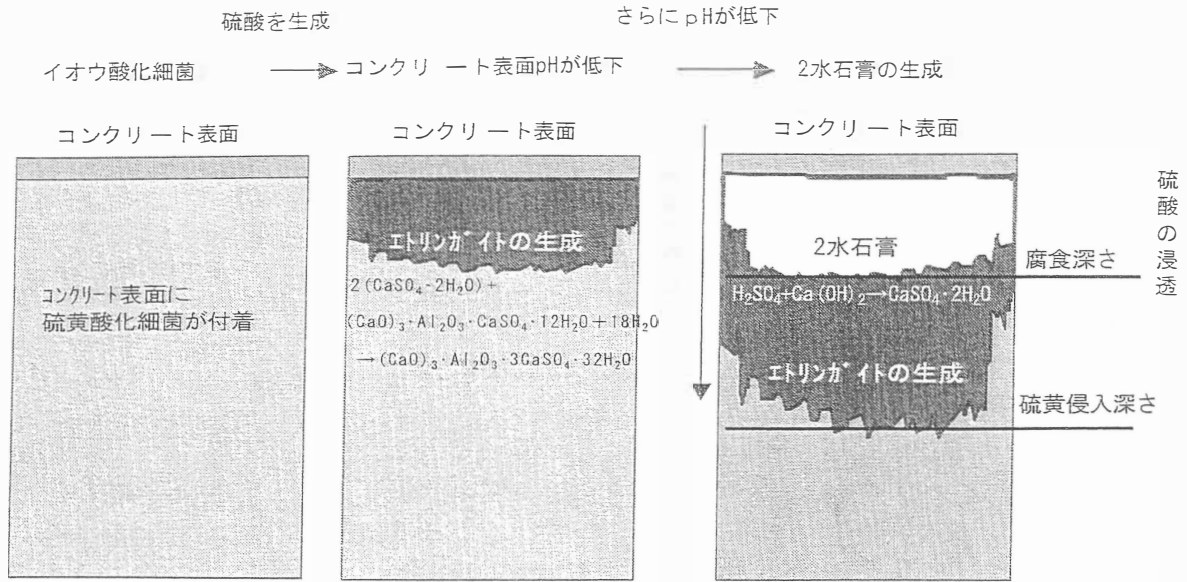 硫酸を生成
さらにpHが低下
イオウ酸化細菌
コンクリート表面pHが低下
2水石膏の生成
コンクリート表面
コンクリート表面に
硫黄酸化細菌が付着
コンクリート表面
エトリンガイトの生成
2(CaSO₄·2H₂O)+
(CaO)₃·Al₂O₃·CaSO₄·12H₂O+18H₂O
→(CaO)₃·Al₂O₃·3CaSO₄·32H₂O
コンクリート表面
2水石膏
H₂SO₄+Ca(OH)₂→CaSO₄·2H₂O
エトリンガイトの生成
腐食深さ
硫黄侵入深さ
硫酸の浸透